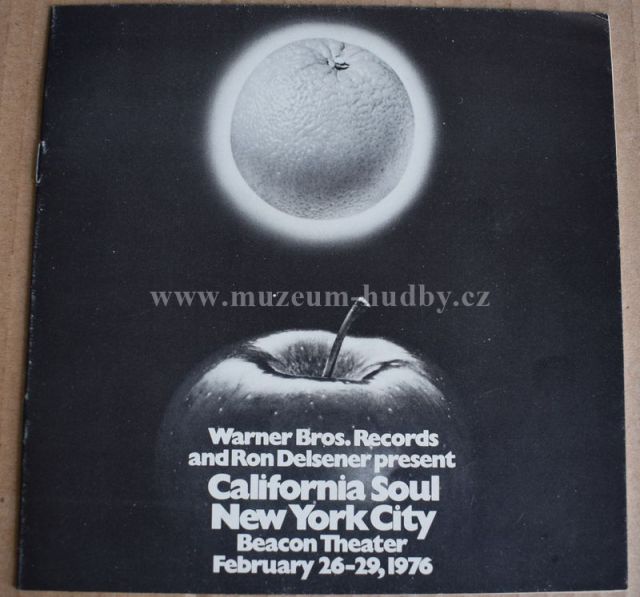 www.muzeum-hudby.cz
Warner Bros. Records
and Ron Delsener present
California Soul
New York City
Beacon Theater
February 26-29, 1976